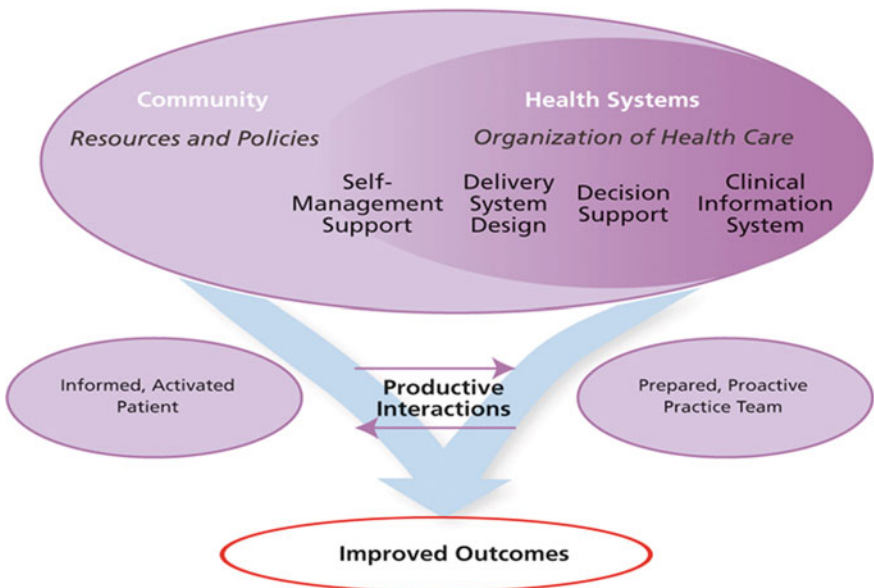 Community
Health Systems
Resources and Policies
Organization of Health Care
Self-
Management
Support
Delivery
System
Design
Decision
Support
Clinical
Information
System
Informed, Activated
Patient
Productive
Interactions
Prepared, Proactive
Practice Team
Improved Outcomes